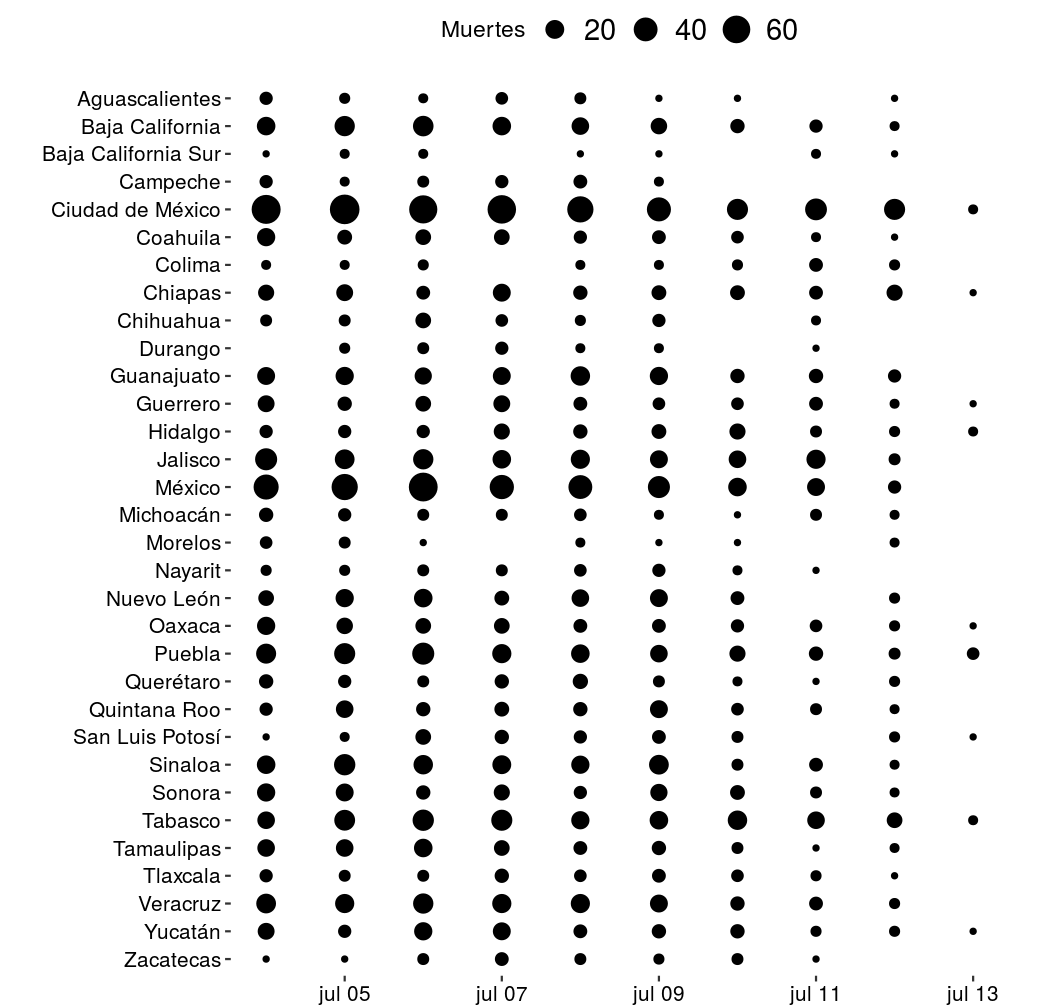 Muertes 20 40 60
Aguascalientes
Baja California
Baja California Sur
Campeche
Ciudad de México
Coahuila
Colima
Chiapas
Chihuahua
Durango
Guanajuato
Guerrero
Hidalgo
Jalisco
México
Michoacán
Morelos
Nayarit
Nuevo León
Oaxaca
Puebla
Querétaro
Quintana Roo
San Luis Potosí
Sinaloa
Sonora
Tabasco
Tamaulipas
Tlaxcala
Veracruz
Yucatán
Zacatecas
jul 05 jul 07 jul 09 jul 11 jul 13